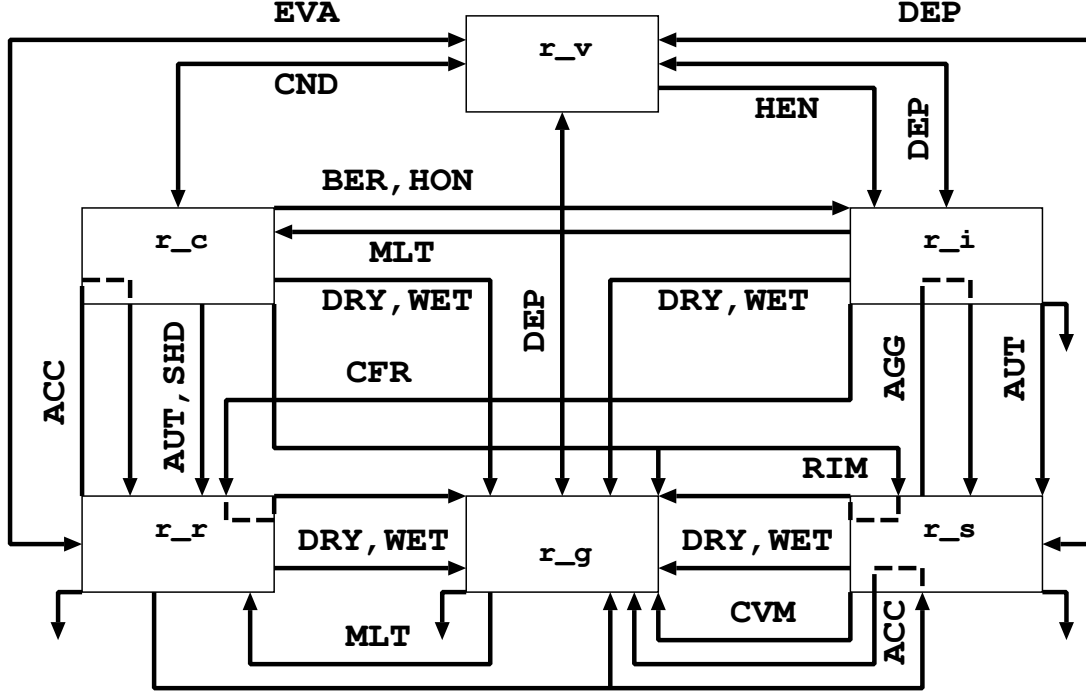 EVA
DEP
r_v
CND
HEN
DEP
BER,HON
r_c
r_i
MLT
DRY,WET
DRY,WET
DEP
ACC
AUT,SHD
CFR
AGG
AUT
RIM
r_r
r_g
r_s
DRY,WET
DRY,WET
MLT
CVM
ACC